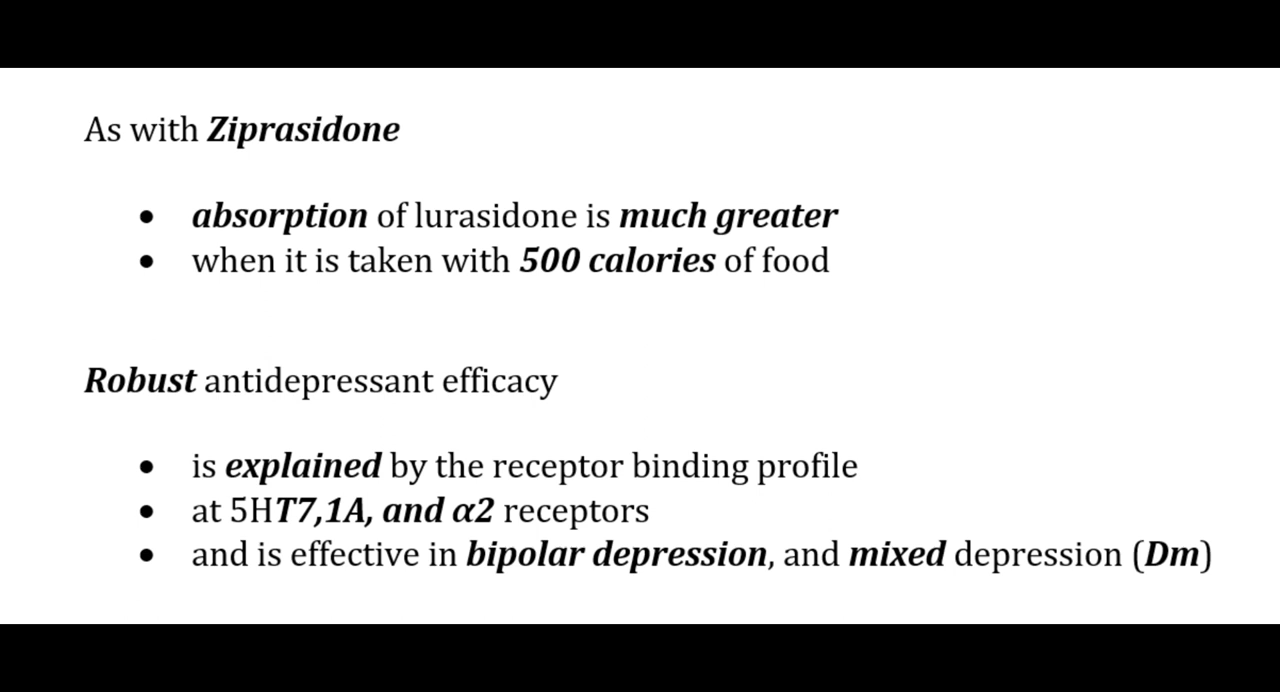 As with Ziprasidone
• absorption of lurasidone is much greater
• when it is taken with 500 calories of food
Robust antidepressant efficacy
• is explained by the receptor binding profile
• at 5HT7,1A, and α2 receptors
• and is effective in bipolar depression, and mixed depression (Dm)